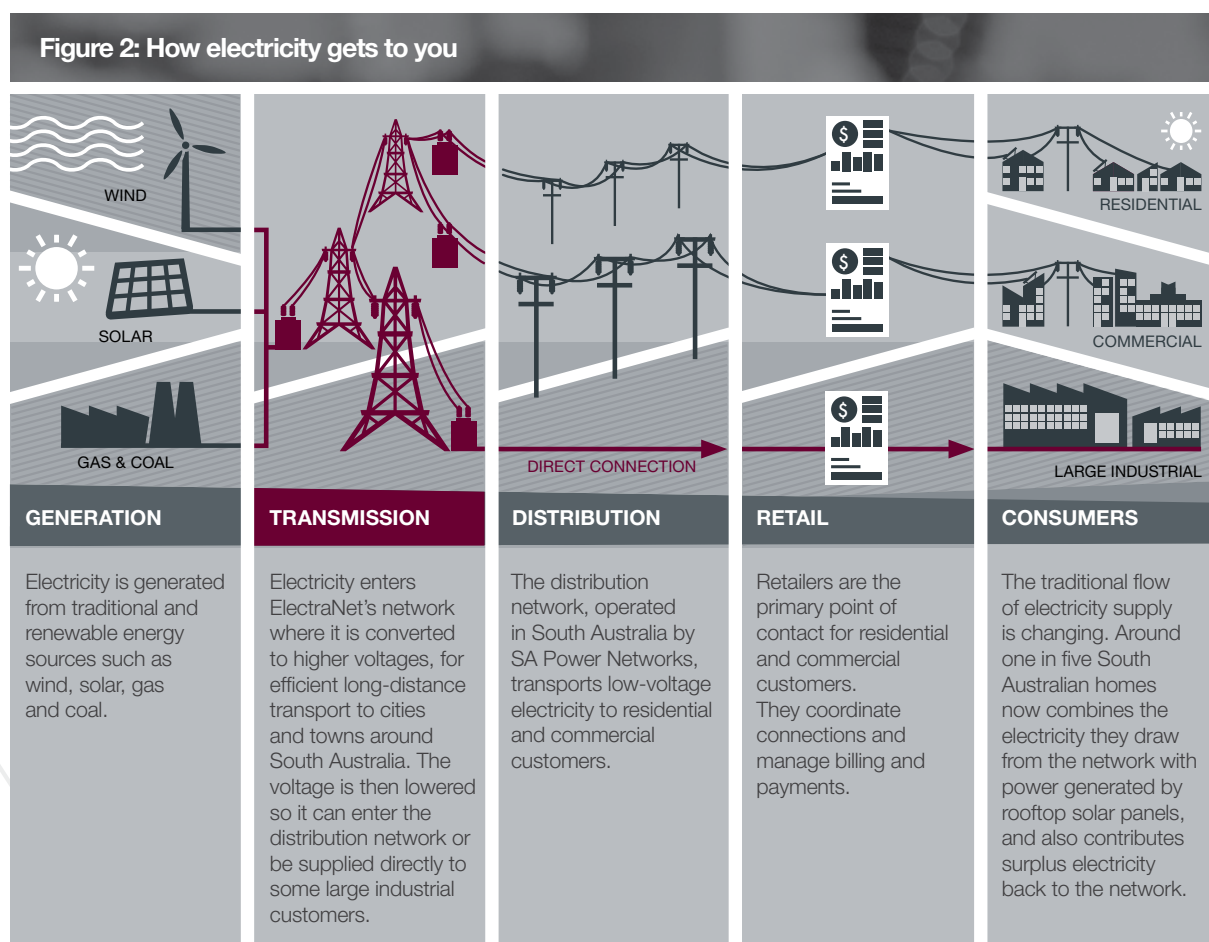 Figure 2: How electricity gets to you
WIND
SOLAR
GAS & COAL
DIRECT CONNECTION
$
$
$
RESIDENTIAL
COMMERCIAL
LARGE INDUSTRIAL
GENERATION
Electricity is generated
from traditional and
renewable energy
sources such as
wind, solar, gas
and coal.
TRANSMISSION
Electricity enters
ElectraNet’s network
where it is converted
to higher voltages, for
efficient long-distance
transport to cities
and towns around
South Australia. The
voltage is then lowered
so it can enter the
distribution network or
be supplied directly to
some large industrial
customers.
DISTRIBUTION
The distribution
network, operated
in South Australia by
SA Power Networks,
transports low-voltage
electricity to residential
and commercial
customers.
RETAIL
Retailers are the
primary point of
contact for residential
and commercial
customers.
They coordinate
connections and
manage billing and
payments.
CONSUMERS
The traditional flow
of electricity supply
is changing. Around
one in five South
Australian homes
now combines the
electricity they draw
from the network with
power generated by
rooftop solar panels,
and also contributes
surplus electricity
back to the network.